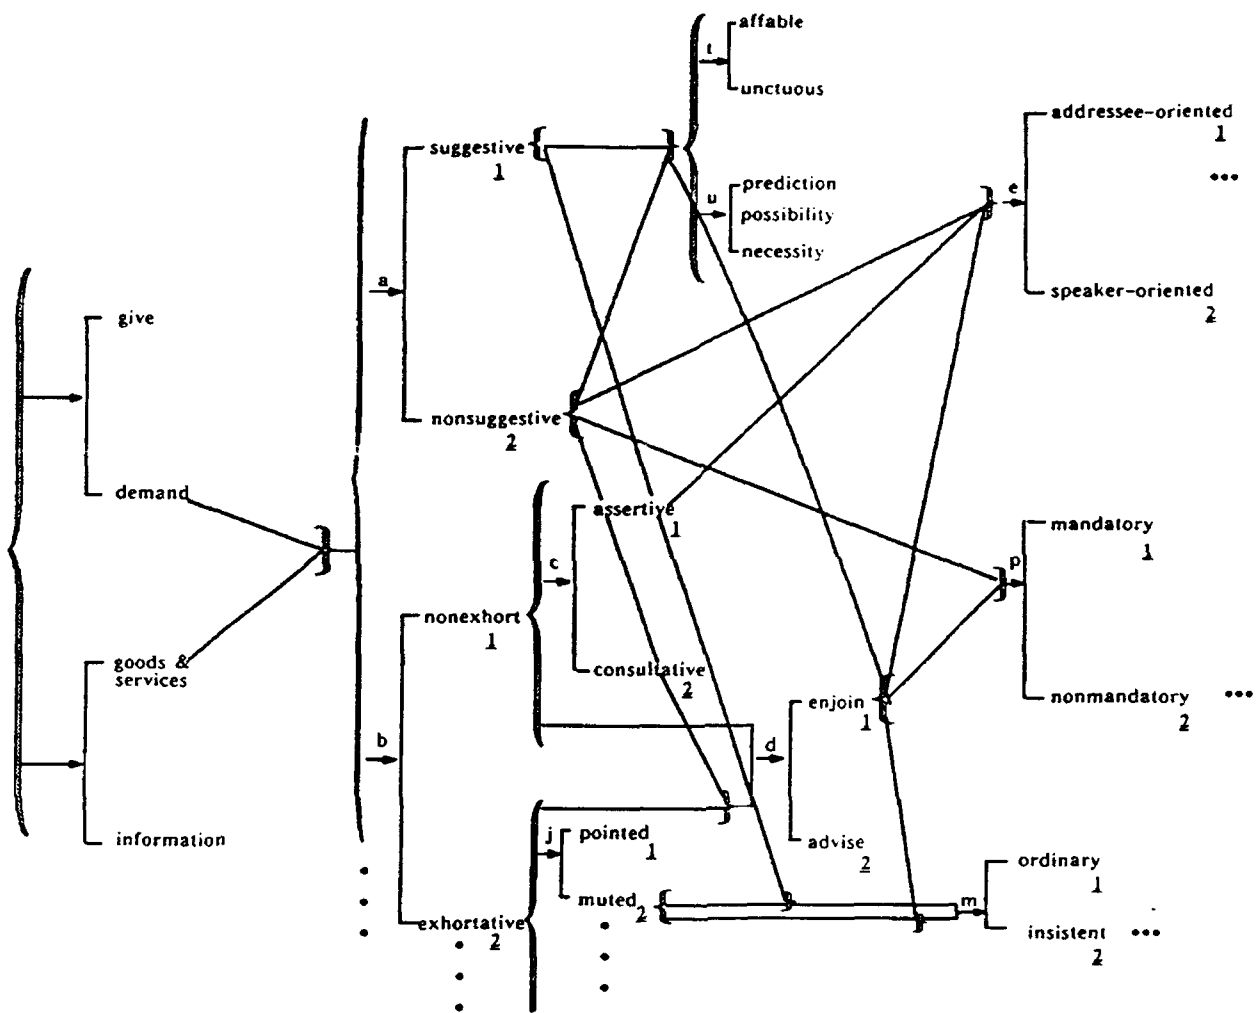 affable
t
unctuous
addressee-oriented
1
suggestive
1
•••
prediction
u
possibility
e
necessity
a
speaker-oriented
2
give
nonsuggestive
2
demand
assertive
1
mandatory
1
c
p
nonexhort
1
goods &
services
consultative
2
enjoin
1
nonmandatory •••
2
b
d
information
j
pointed
1
advise
2
ordinary
1
muted
2
m
exhortative
2
insistent •••
2